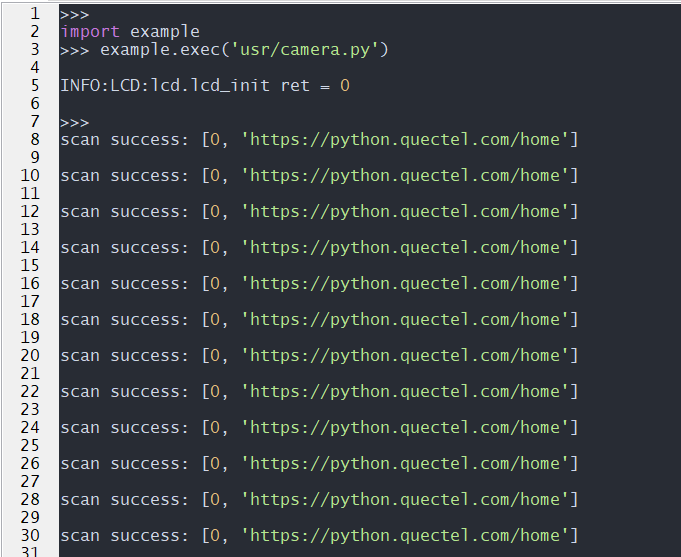 1 >>>
2 import example
3 >>> example.exec('usr/camera.py')
4
5 INFO:LCD:lcd.lcd_init ret = 0
6
7 >>>
8 scan success: [0, 'https://python.quectel.com/home']
9
10 scan success: [0, 'https://python.quectel.com/home']
11
12 scan success: [0, 'https://python.quectel.com/home']
13
14 scan success: [0, 'https://python.quectel.com/home']
15
16 scan success: [0, 'https://python.quectel.com/home']
17
18 scan success: [0, 'https://python.quectel.com/home']
19
20 scan success: [0, 'https://python.quectel.com/home']
21
22 scan success: [0, 'https://python.quectel.com/home']
23
24 scan success: [0, 'https://python.quectel.com/home']
25
26 scan success: [0, 'https://python.quectel.com/home']
27
28 scan success: [0, 'https://python.quectel.com/home']
29
30 scan success: [0, 'https://python.quectel.com/home']
31